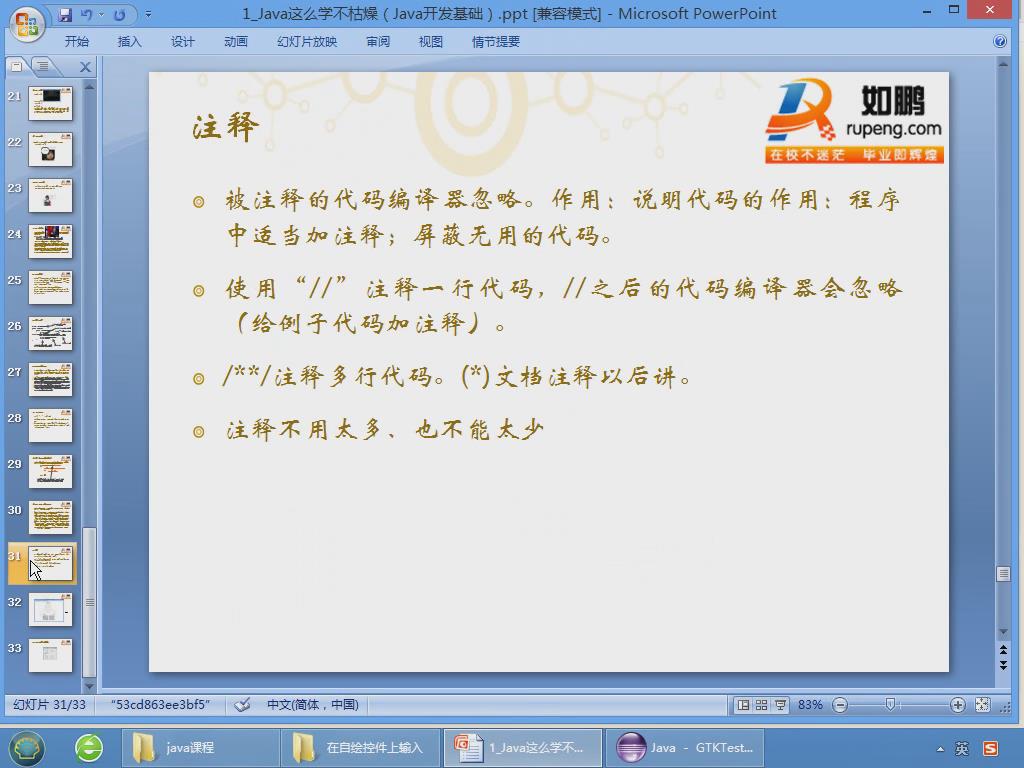 1_Java这么学不枯燥（Java开发基础）.ppt [兼容模式] - Microsoft PowerPoint
开始 插入 设计 动画 幻灯片放映 审阅 视图 情节提要
21
22
23
24
25
26
27
28
29
30
31
32
33
如鹏
rupeng.com
在校不迷茫 毕业即辉煌
注释
被注释的代码编译器忽略。作用：说明代码的作用：程序
中适当加注释；屏蔽无用的代码。
使用“//”注释一行代码，//之后的代码编译器会忽略
（给例子代码加注释）。
/**/注释多行代码。(*)文档注释以后讲。
注释不用太多、也不能太少
幻灯片 31/33 "53cd863ee3bf5" 中文(简体，中国) 83%
java课程 在自绘控件上输入 1_Java这么学不... Java - GTKTest... 英